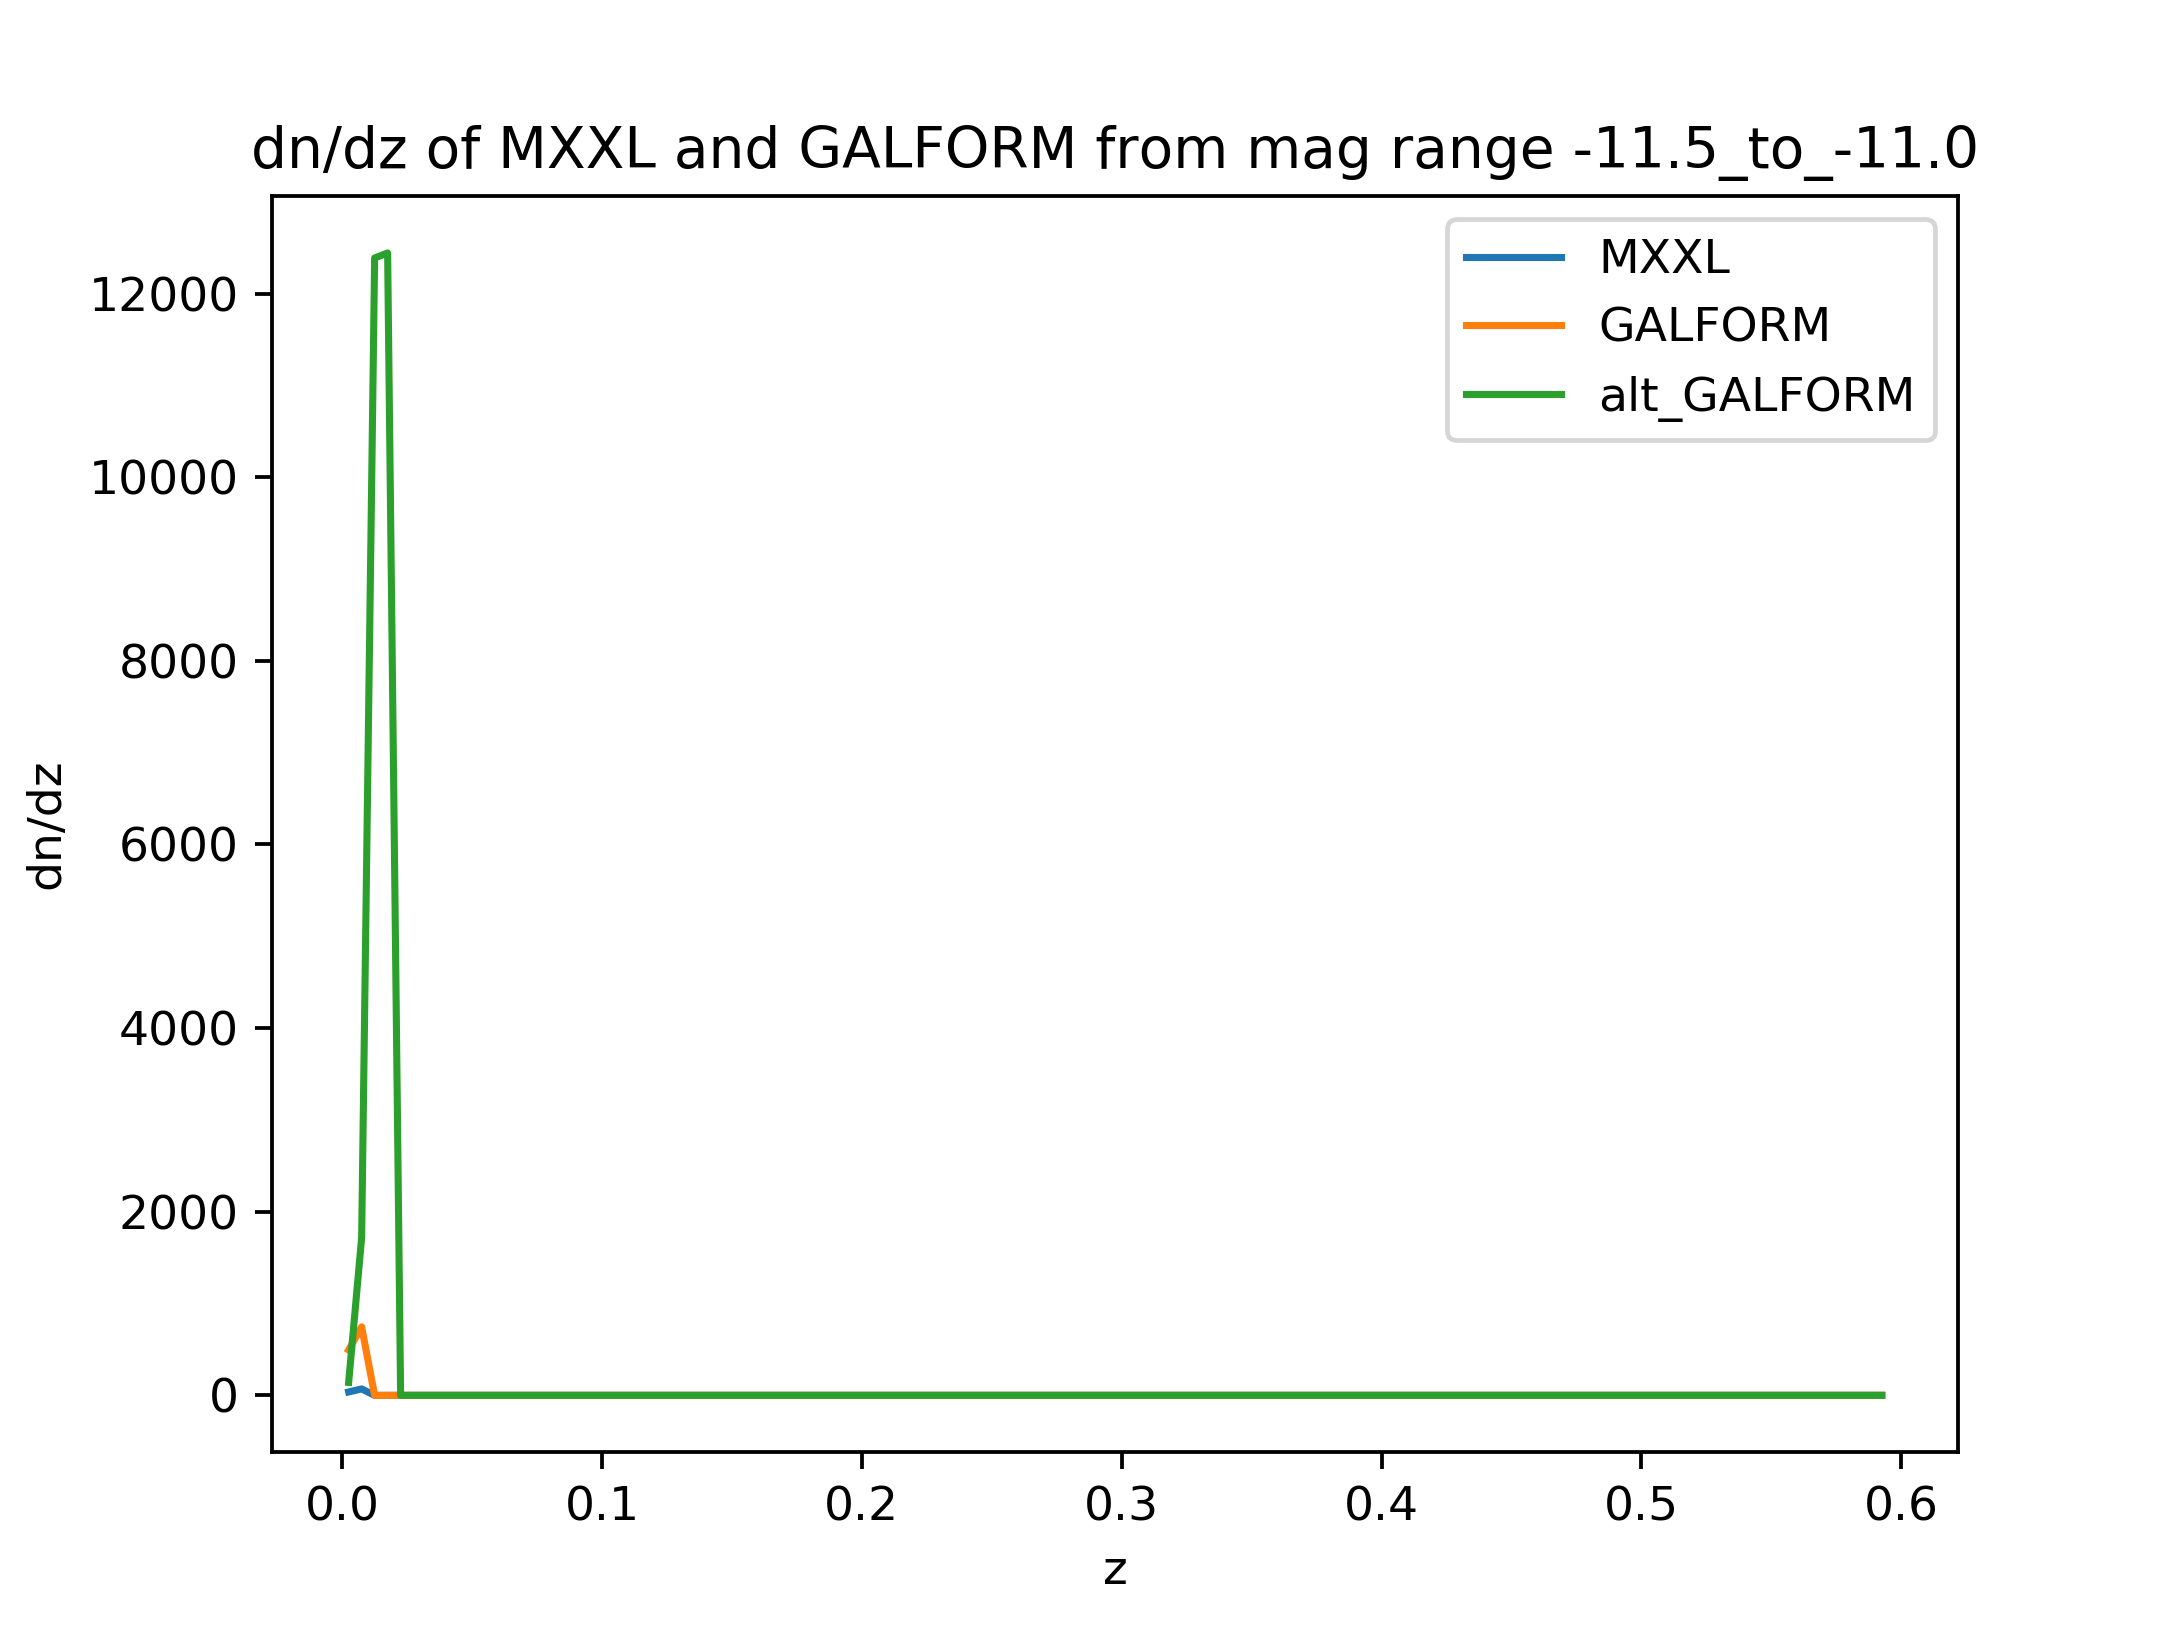 dn/dz of MXXL and GALFORM from mag range -11.5_to_-11.0
MXXL
GALFORM
alt_GALFORM
12000
10000
8000
6000
4000
2000
0
dn/dz
0.0 0.1 0.2 0.3 0.4 0.5 0.6
z